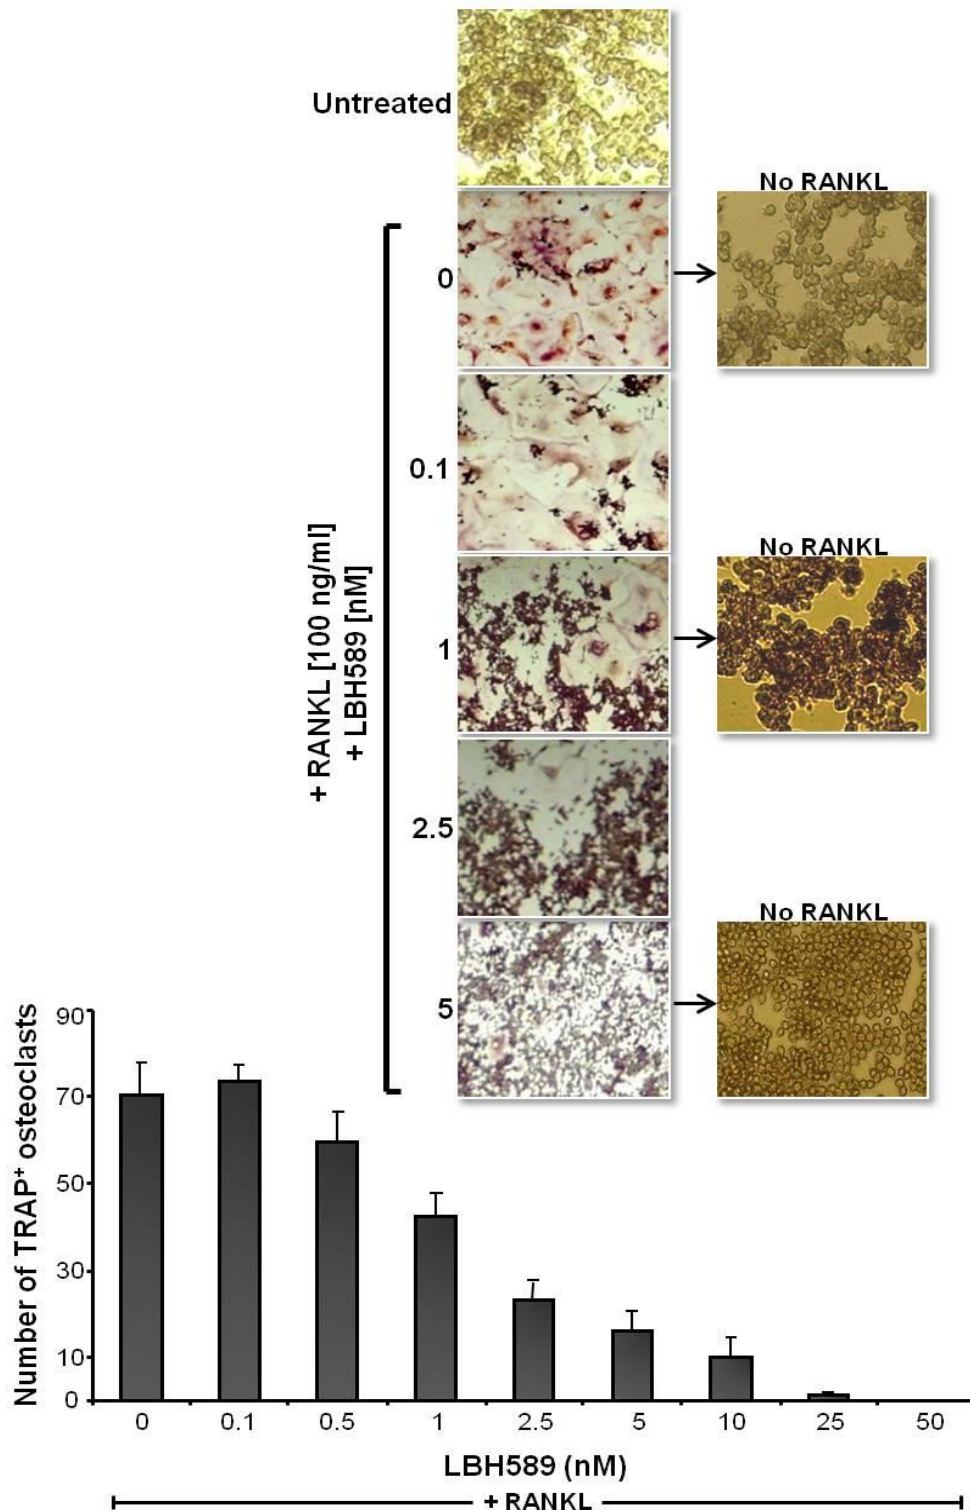 Untreated
No RANKL
0
0.1
No RANKL
1
2.5
No RANKL
5
+ RANKL [100 ng/ml]
+ LBH589 [nM]
Number of TRAP⁺ osteoclasts
90
70
50
30
10
0
0 0.1 0.5 1 2.5 5 10 25 50
LBH589 (nM)
+ RANKL